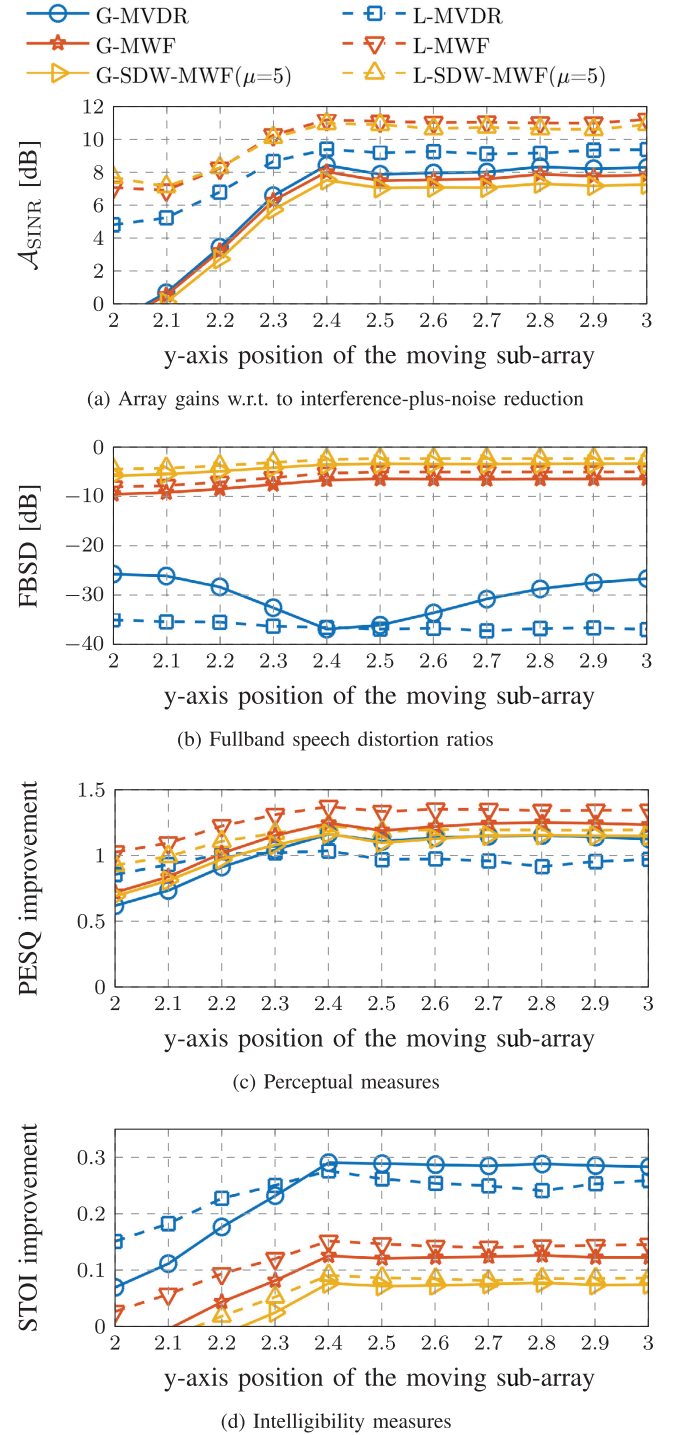 G-MVDR L-MVDR
G-MWF L-MWF
G-SDW-MWF(μ=5) L-SDW-MWF(μ=5)
12
10
8
6
4
2
0
𝒜SINR [dB]
2 2.1 2.2 2.3 2.4 2.5 2.6 2.7 2.8 2.9 3
y-axis position of the moving sub-array
(a) Array gains w.r.t. to interference-plus-noise reduction
0
−10
−20
−30
−40
FBSD [dB]
2 2.1 2.2 2.3 2.4 2.5 2.6 2.7 2.8 2.9 3
y-axis position of the moving sub-array
(b) Fullband speech distortion ratios
1.5
1
0.5
0
PESQ improvement
2 2.1 2.2 2.3 2.4 2.5 2.6 2.7 2.8 2.9 3
y-axis position of the moving sub-array
(c) Perceptual measures
0.3
0.2
0.1
0
STOI improvement
2 2.1 2.2 2.3 2.4 2.5 2.6 2.7 2.8 2.9 3
y-axis position of the moving sub-array
(d) Intelligibility measures